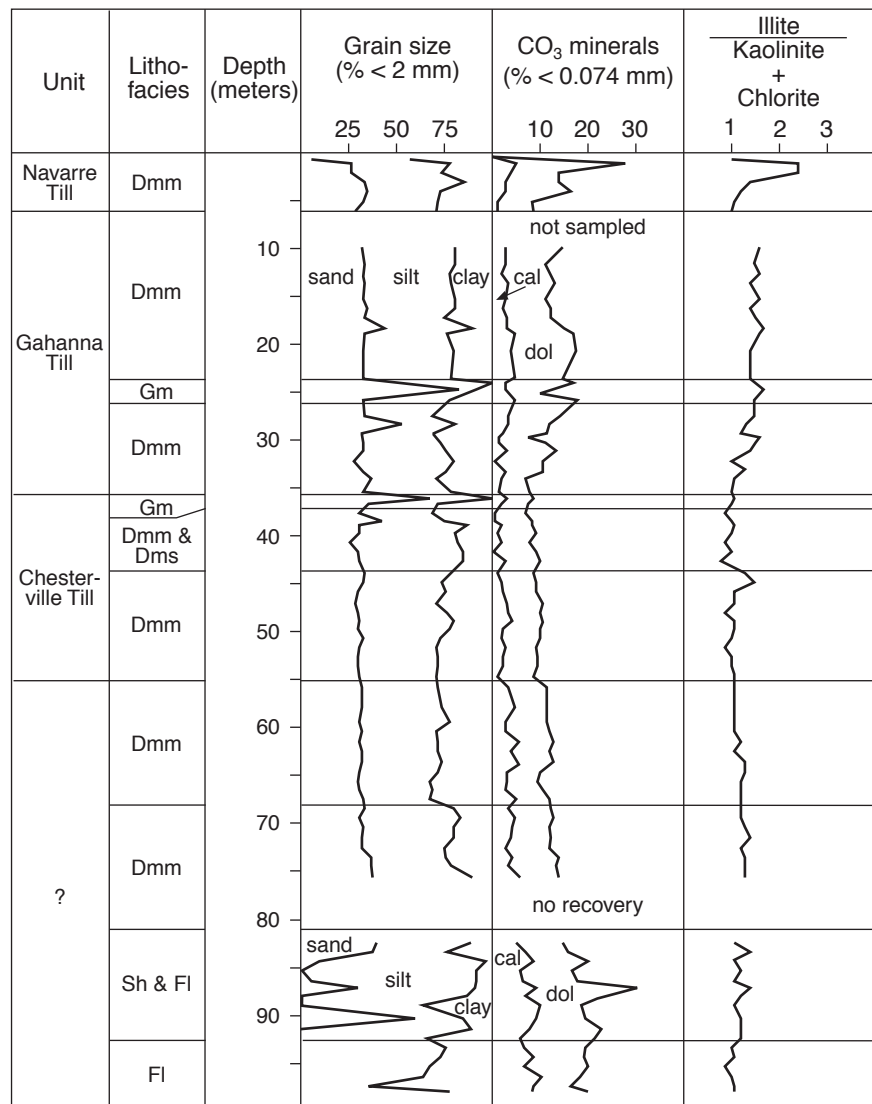 Unit
Litho-
facies
Depth
(meters)
Grain size
(% < 2 mm)
25 50 75
CO3 minerals
(% < 0.074 mm)
10 20 30
Illite
Kaolinite
+
Chlorite
1 2 3
Navarre
Till
Dmm
not sampled
10
sand silt clay cal
Dmm
dol
20
Gahanna
Till
Gm
30
Dmm
Gm
40
Dmm &
Dms
Chester-
ville Till
50
Dmm
60
Dmm
70
Dmm
?
no recovery
80
sand
cal
Sh & Fl
silt
dol
clay
90
Fl